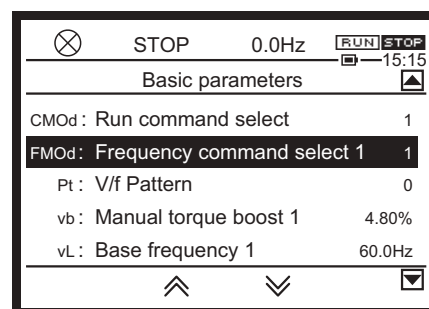 STOP 0.0Hz RUN STOP
15:15
Basic parameters
CMOd: Run command select 1
FMOd: Frequency command select 1 1
Pt: V/f Pattern 0
vb: Manual torque boost 1 4.80%
vL: Base frequency 1 60.0Hz